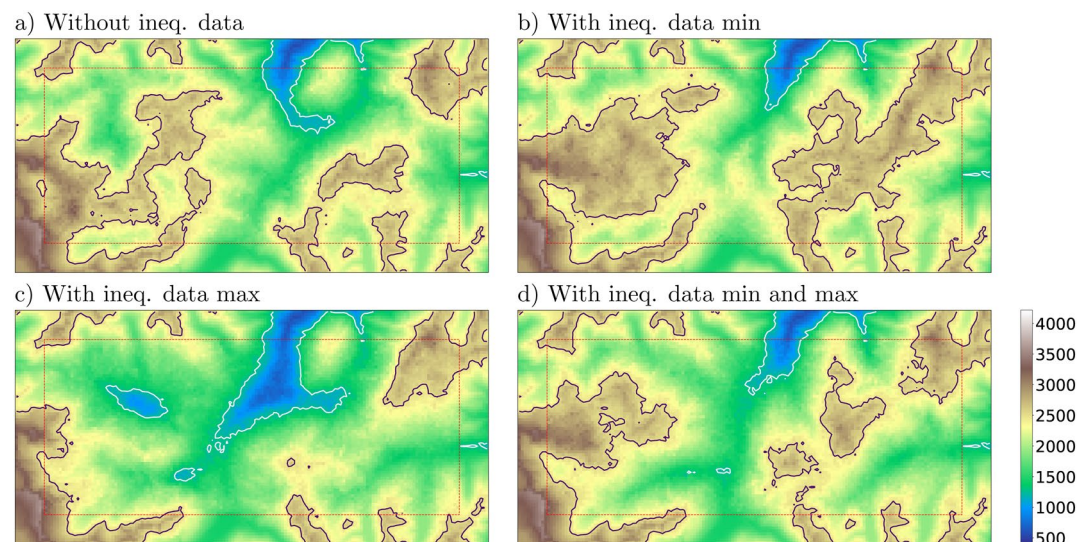 a) Without ineq. data
b) With ineq. data min
c) With ineq. data max
d) With ineq. data min and max
4000
3500
3000
2500
2000
1500
1000
500